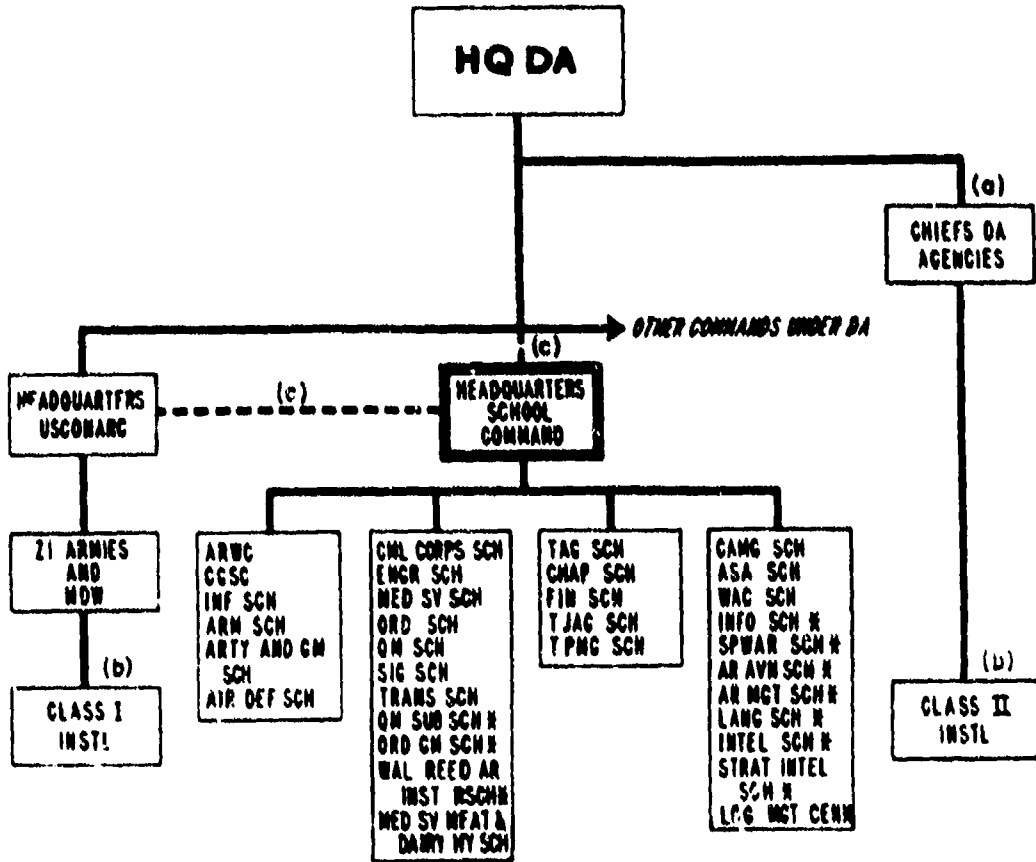 HQ DA
(a)
CHIEFS DA
AGENCIES
OTHER COMMANDS UNDER DA
(c)
HEADQUARTERS
USCONARC
(c)
HEADQUARTERS
SCHOOL
COMMAND
ZI ARMIES
AND
MDW
ARWC
CGSC
INF SCH
ARM SCH
ARTY AND GM
SCH
AIR DEF SCH
CML CORPS SCH
ENGR SCH
MED SV SCH
ORD SCH
QM SCH
SIG SCH
TRANS SCH
QM SUB SCH *
ORD GM SCH *
WAL REED AR
INST RSCH *
MED SV MEAT &
DAIRY HY SCH
TAG SCH
CHAP SCH
FIN SCH
TJAG SCH
TPMG SCH
CAMG SCH
ASA SCH
WAC SCH
INFO SCH *
SPWAR SCH *
AR AVN SCH *
AR MGT SCH *
LANG SCH *
INTEL SCH *
STRAT INTEL
SCH *
LOG MGT CEN *
(b)
CLASS I
INSTL
(b)
CLASS II
INSTL